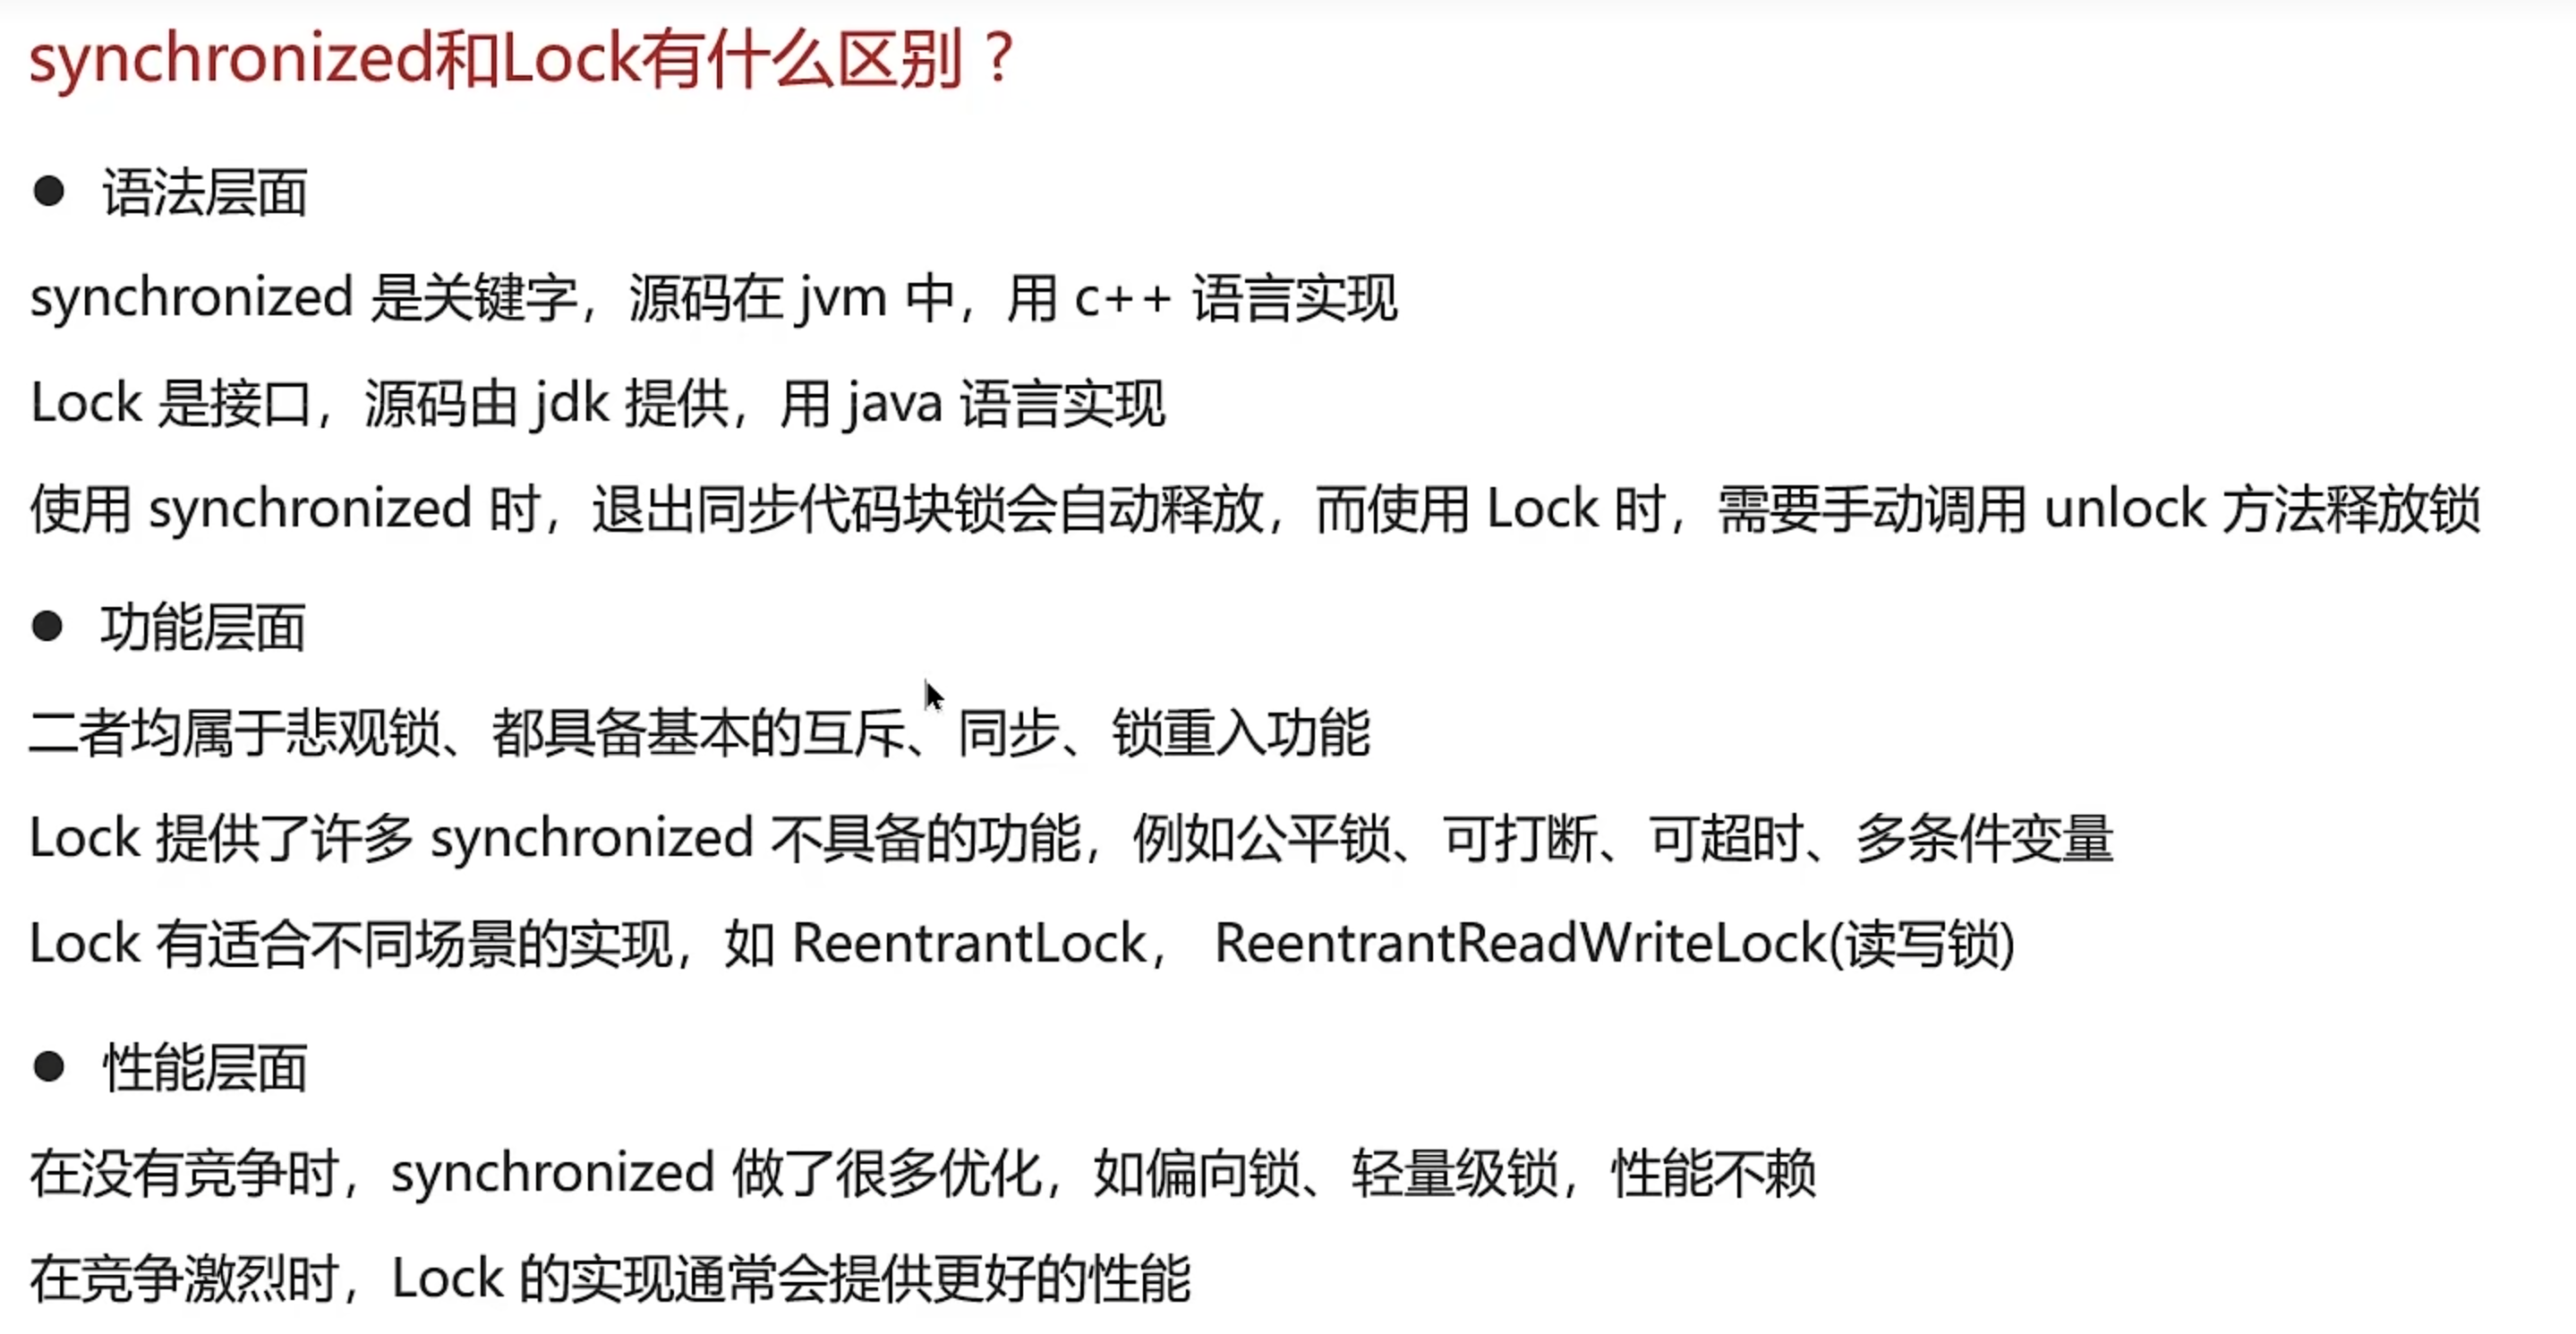 synchronized和Lock有什么区别？
● 语法层面
synchronized 是关键字，源码在 jvm 中，用 c++ 语言实现
Lock 是接口，源码由 jdk 提供，用 java 语言实现
使用 synchronized 时，退出同步代码块锁会自动释放，而使用 Lock 时，需要手动调用 unlock 方法释放锁
● 功能层面
二者均属于悲观锁、都具备基本的互斥、同步、锁重入功能
Lock 提供了许多 synchronized 不具备的功能，例如公平锁、可打断、可超时、多条件变量
Lock 有适合不同场景的实现，如 ReentrantLock， ReentrantReadWriteLock(读写锁)
● 性能层面
在没有竞争时，synchronized 做了很多优化，如偏向锁、轻量级锁，性能不赖
在竞争激烈时，Lock 的实现通常会提供更好的性能